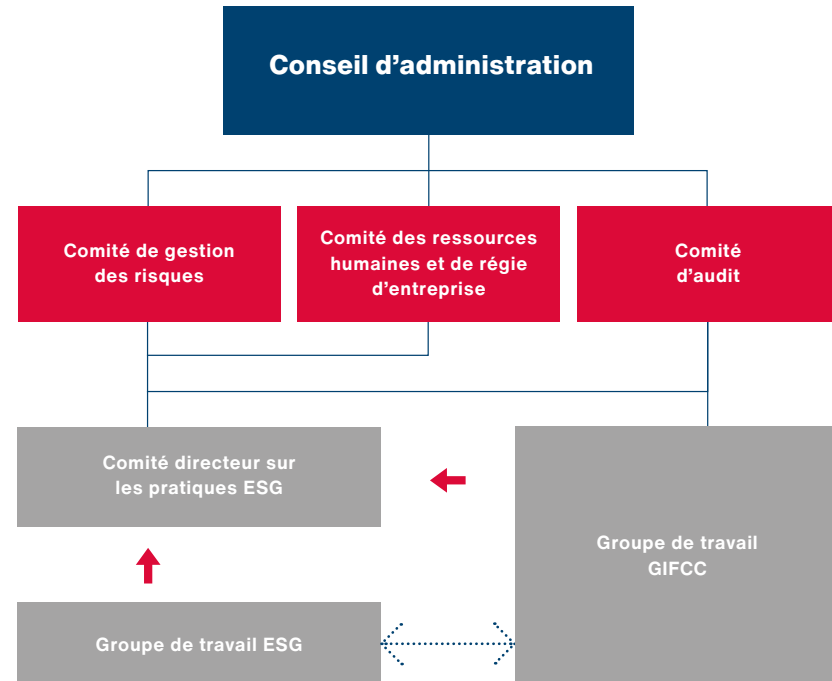 Conseil d’administration
Comité de gestion
des risques
Comité des ressources
humaines et de régie
d’entreprise
Comité
d’audit
Comité directeur sur
les pratiques ESG
Groupe de travail
GIFCC
Groupe de travail ESG